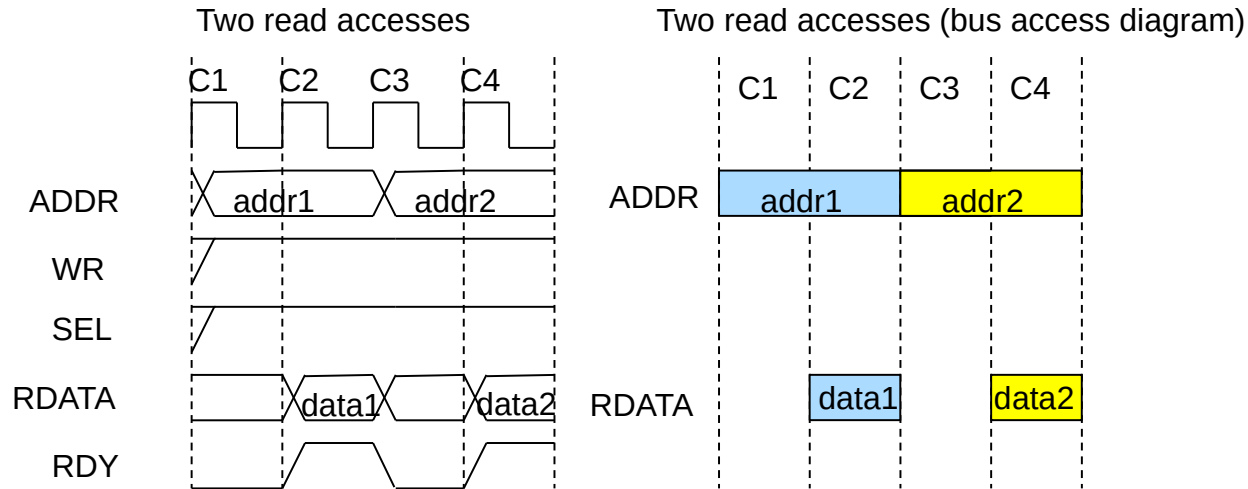 Two read accesses
C1 C2 C3 C4
ADDR addr1 addr2
WR
SEL
RDATA data1 data2
RDY
Two read accesses (bus access diagram)
C1 C2 C3 C4
ADDR addr1 addr2
RDATA data1 data2